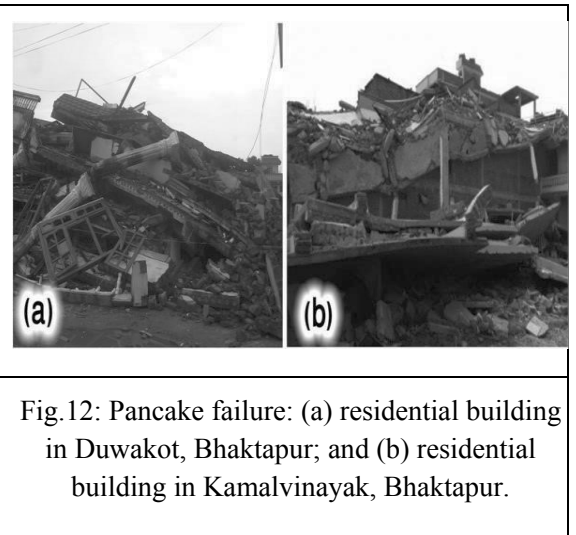 (a) (b)
Fig.12: Pancake failure: (a) residential building
in Duwakot, Bhaktapur; and (b) residential
building in Kamalvinayak, Bhaktapur.